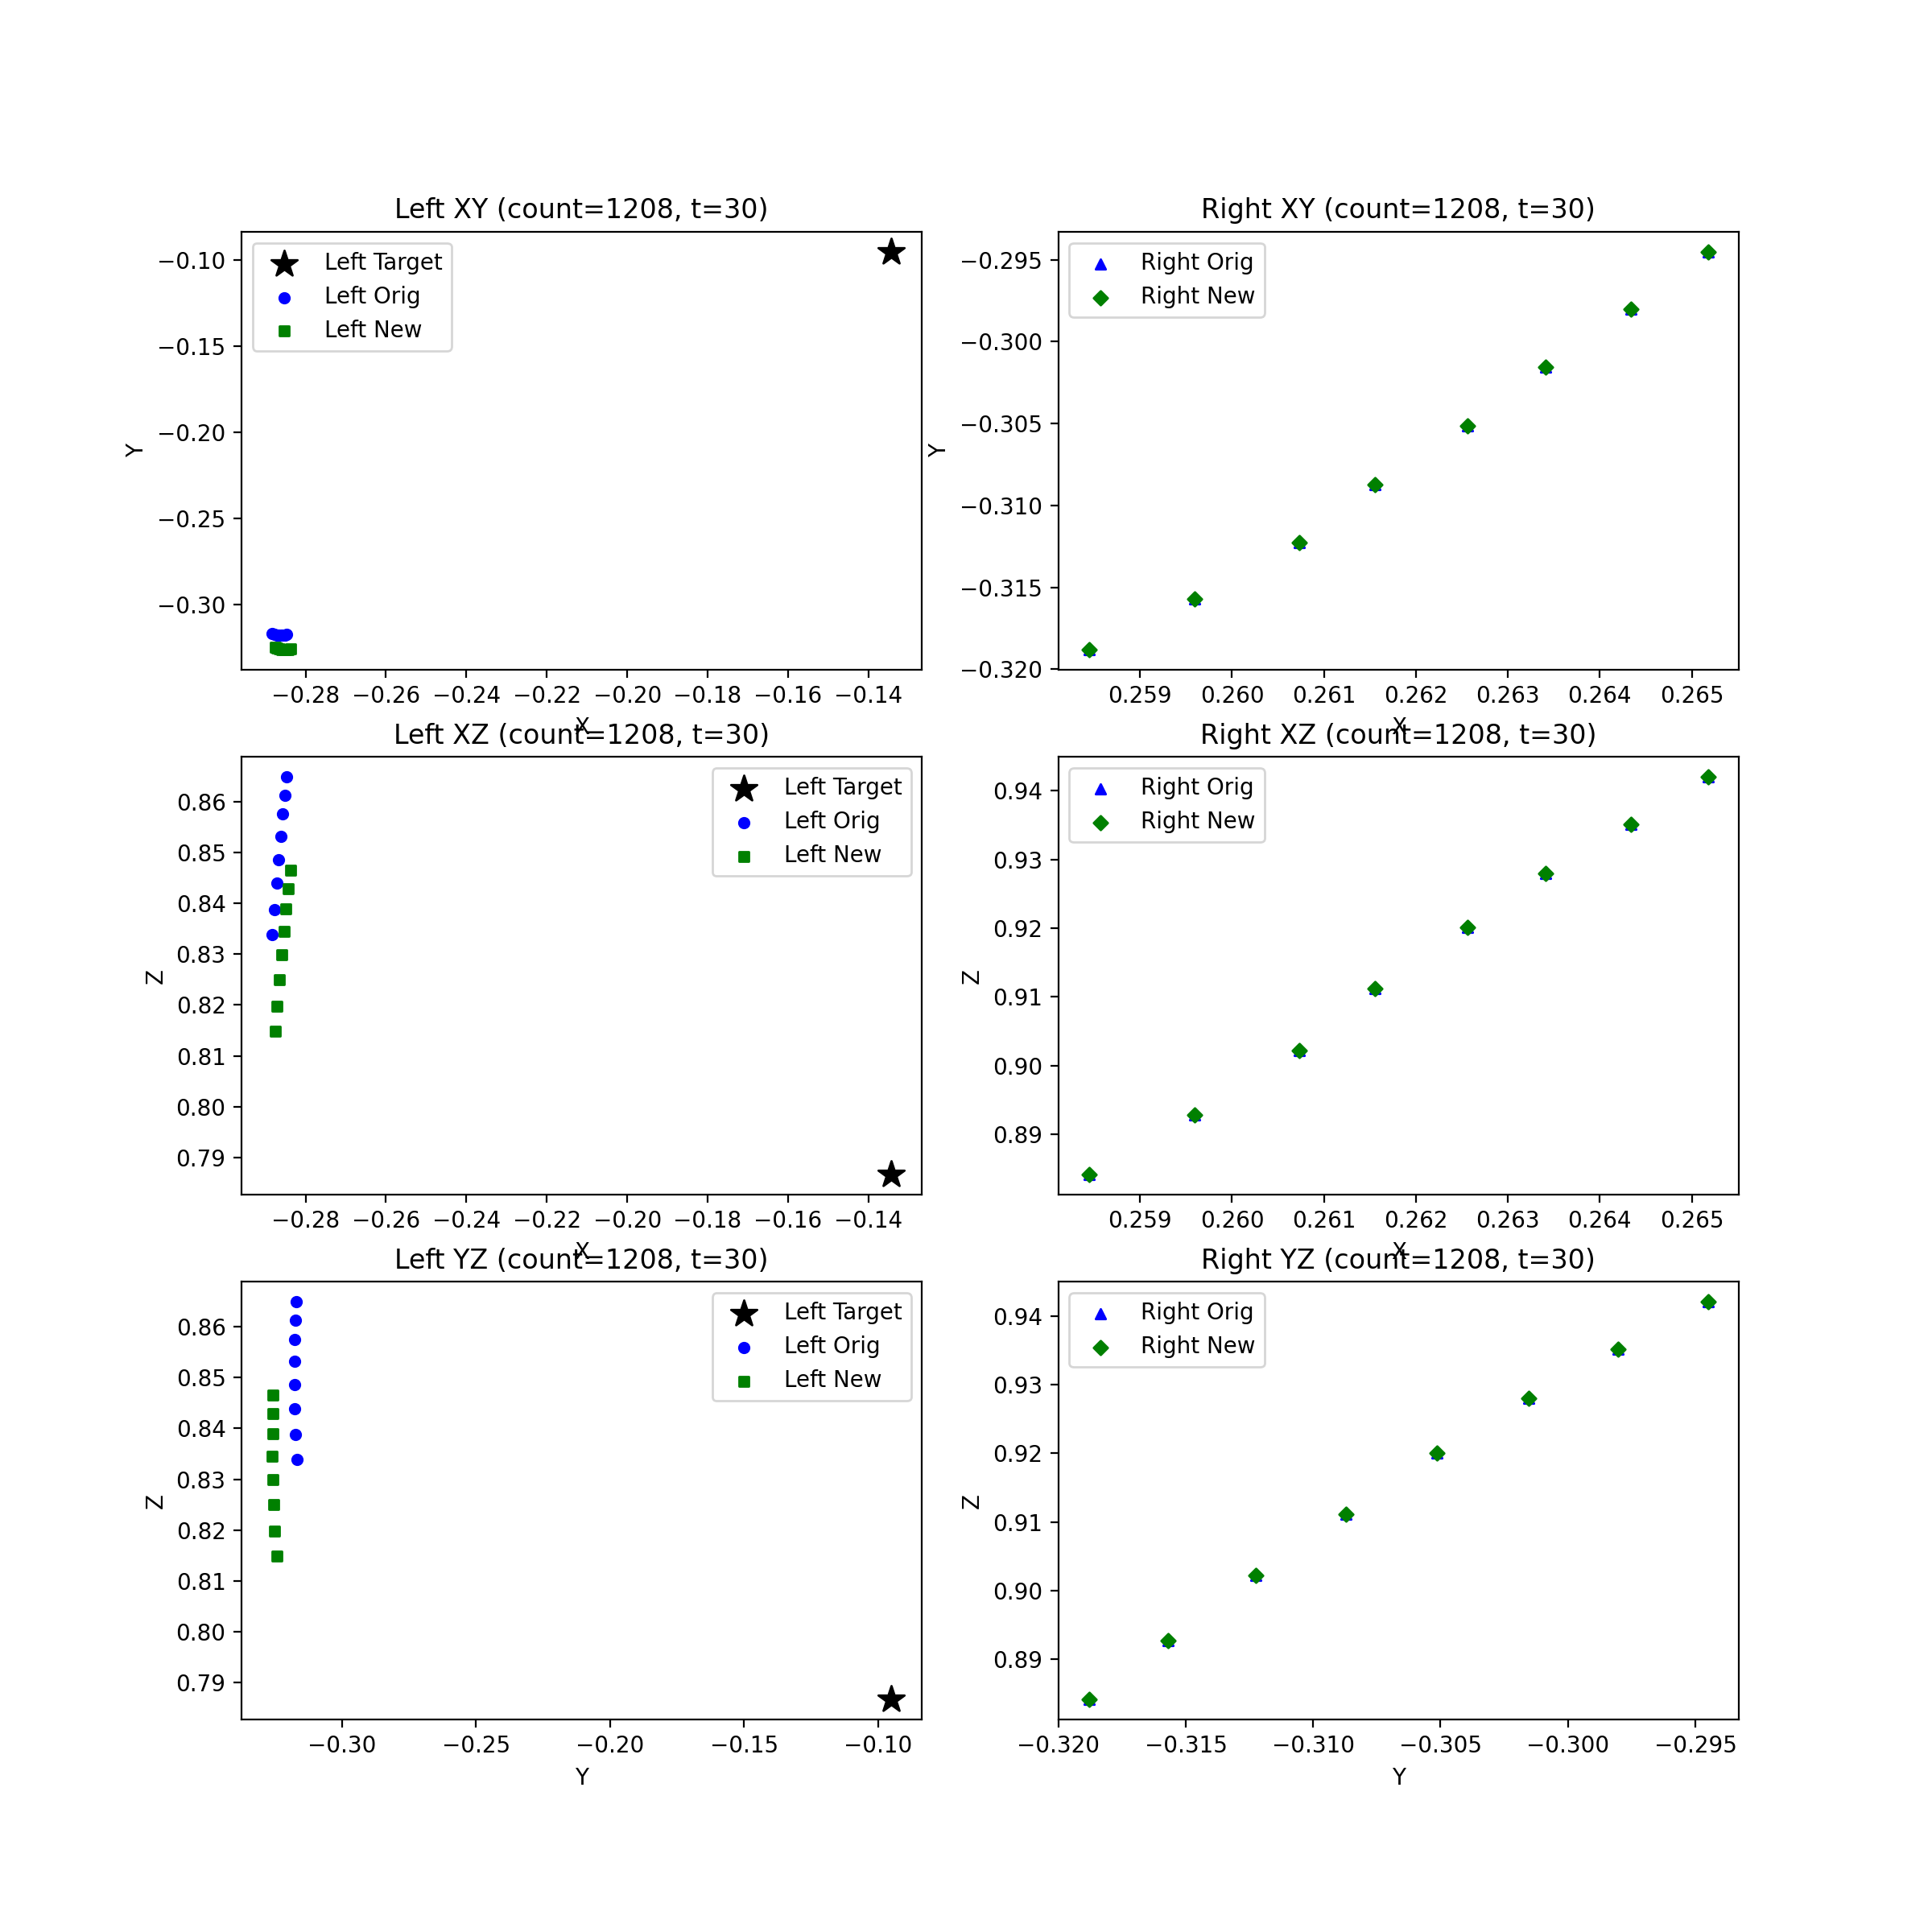 Left XY (count=1208, t=30)
Left Target
Left Orig
Left New
−0.10
−0.15
−0.20
−0.25
−0.30
Y
−0.28 −0.26 −0.24 −0.22 −0.20 −0.18 −0.16 −0.14
X
Right XY (count=1208, t=30)
Right Orig
Right New
−0.295
−0.300
−0.305
−0.310
−0.315
−0.320
Y
0.259 0.260 0.261 0.262 0.263 0.264 0.265
X
Left XZ (count=1208, t=30)
Left Target
Left Orig
Left New
0.86
0.85
0.84
0.83
0.82
0.81
0.80
0.79
Z
−0.28 −0.26 −0.24 −0.22 −0.20 −0.18 −0.16 −0.14
X
Right XZ (count=1208, t=30)
Right Orig
Right New
0.94
0.93
0.92
0.91
0.90
0.89
Z
0.259 0.260 0.261 0.262 0.263 0.264 0.265
X
Left YZ (count=1208, t=30)
Left Target
Left Orig
Left New
0.86
0.85
0.84
0.83
0.82
0.81
0.80
0.79
Z
−0.30 −0.25 −0.20 −0.15 −0.10
Y
Right YZ (count=1208, t=30)
Right Orig
Right New
0.94
0.93
0.92
0.91
0.90
0.89
Z
−0.320 −0.315 −0.310 −0.305 −0.300 −0.295
Y